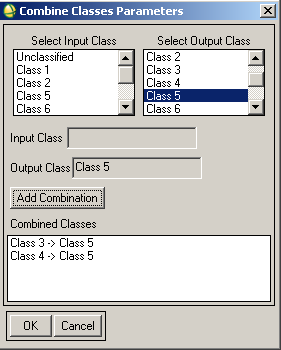 Combine Classes Parameters
Select Input Class Select Output Class
Unclassified
Class 1
Class 2
Class 5
Class 6
Class 2
Class 3
Class 4
Class 5
Class 6
Input Class
Output Class Class 5
Add Combination
Combined Classes
Class 3 -> Class 5
Class 4 -> Class 5
OK Cancel